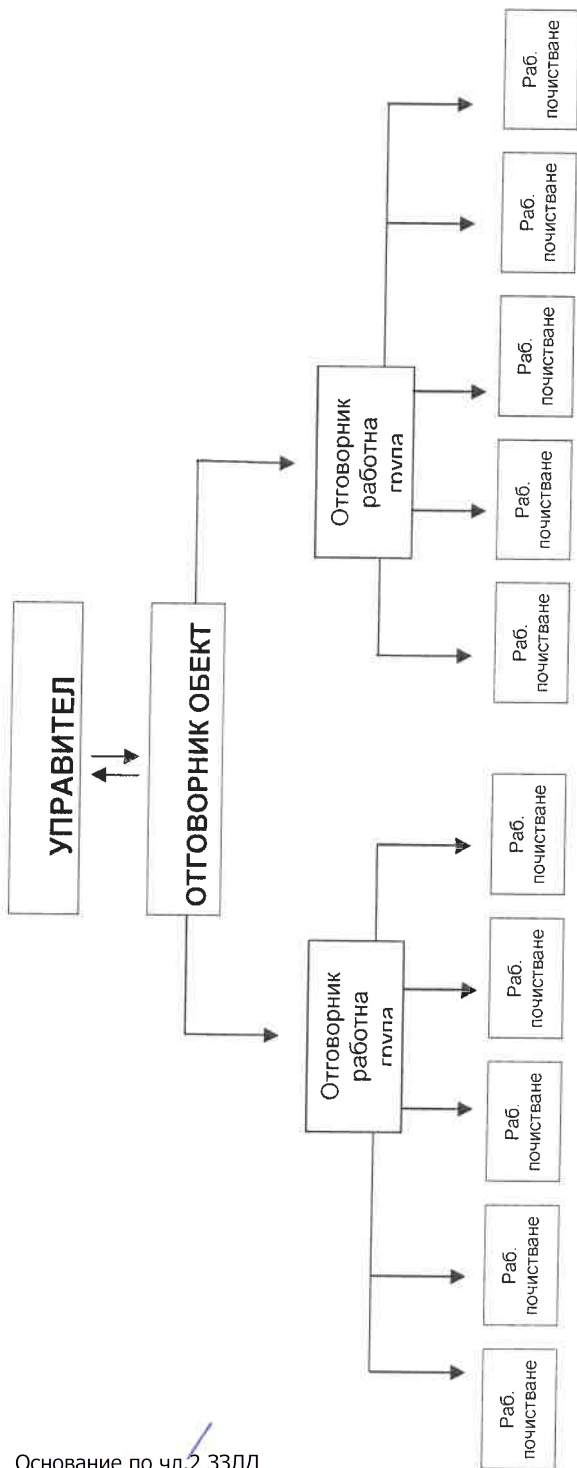 УПРАВИТЕЛ
ОТГОВОРНИК ОБЕКТ
Отговорник
работна
група
Отговорник
работна
група
Раб.
почистване
Раб.
почистване
Раб.
почистване
Раб.
почистване
Раб.
почистване
Раб.
почистване
Раб.
почистване
Раб.
почистване
Раб.
почистване
Раб.
почистване
Основание по чл.2 ЗЗЛД